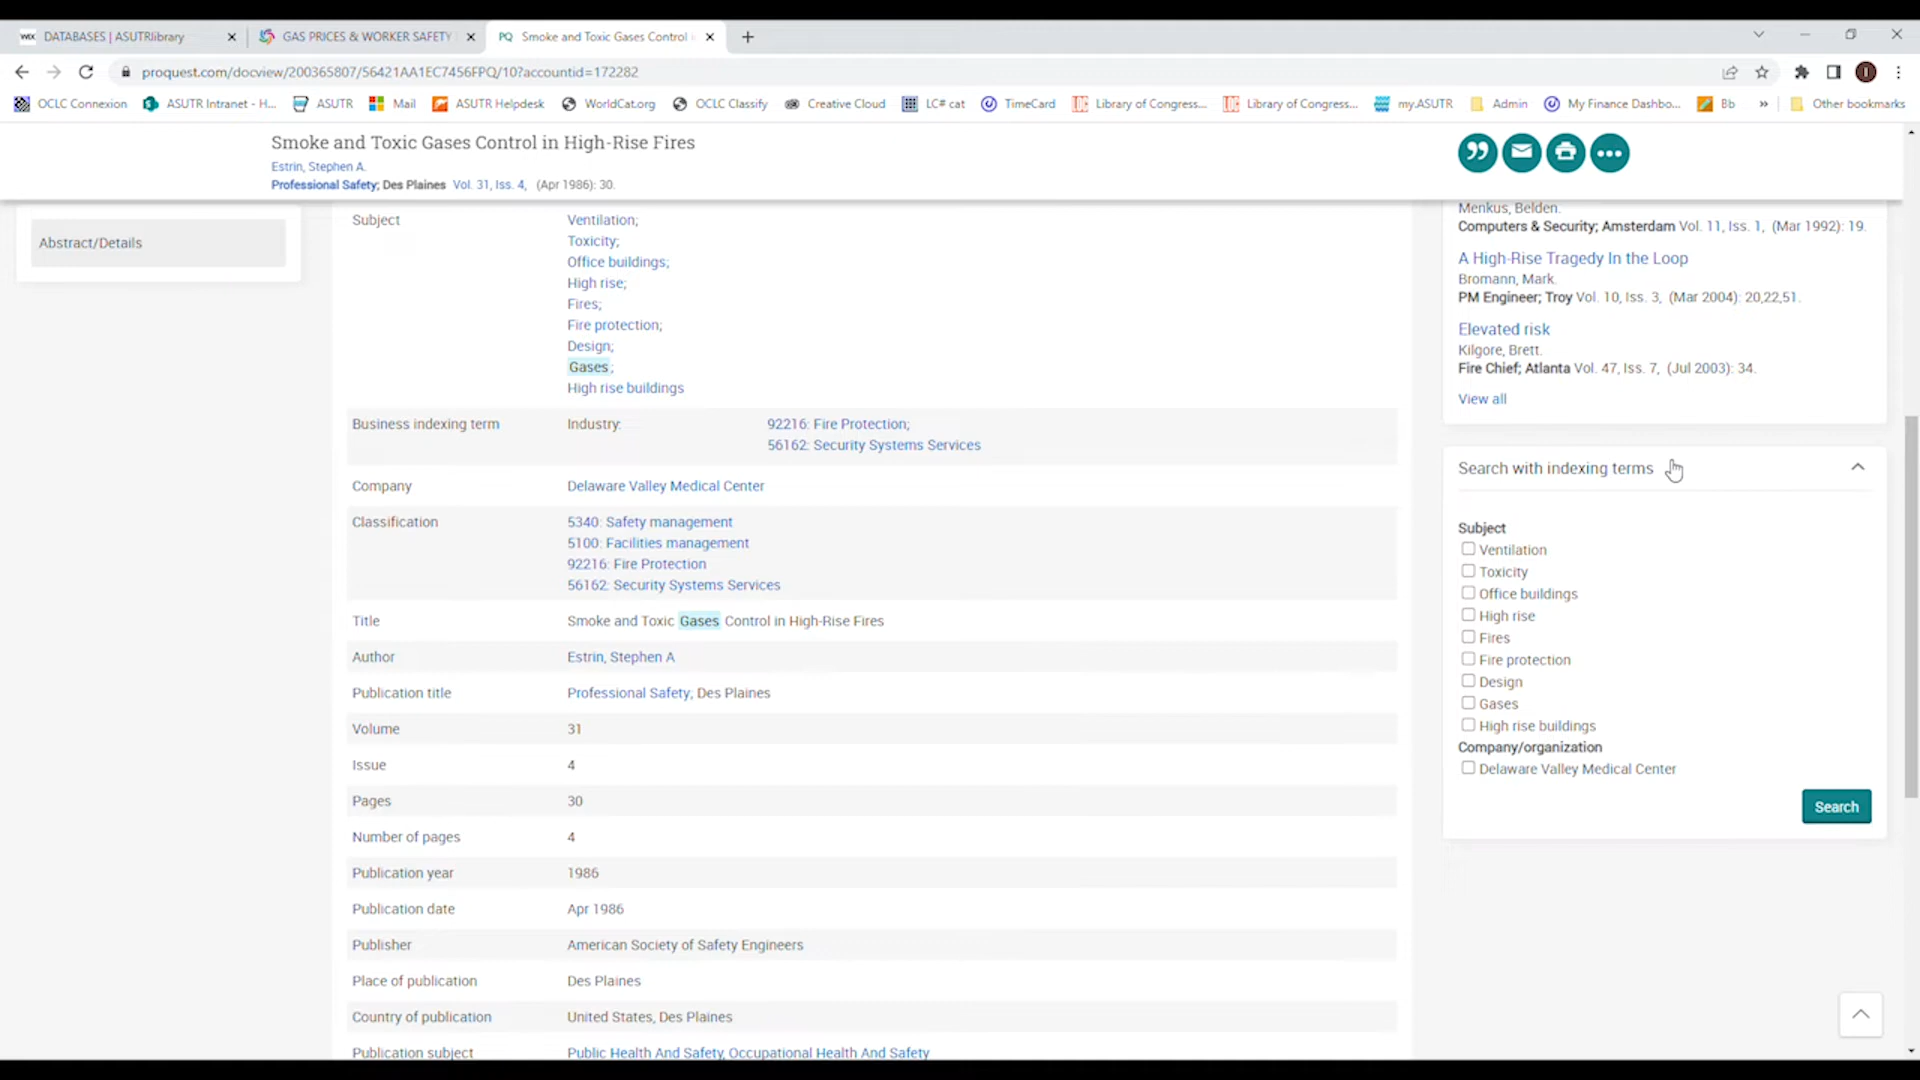 WIX DATABASES | ASUTRlibrary
GAS PRICES & WORKER SAFETY
PQ Smoke and Toxic Gases Control i
proquest.com/docview/200365807/56421AA1EC7456FPQ/10?accountid=172282
OCLC Connexion
ASUTR Intranet - H...
ASUTR
Mail
ASUTR Helpdesk
WorldCat.org
OCLC Classify
Creative Cloud
LC# cat
TimeCard
Library of Congress...
Library of Congress...
my.ASUTR
Admin
My Finance Dashbo...
Bb
»
Other bookmarks
Smoke and Toxic Gases Control in High-Rise Fires
Estrin, Stephen A.
Professional Safety; Des Plaines Vol. 31, Iss. 4, (Apr 1986): 30.
Abstract/Details
Subject
Ventilation;
Toxicity;
Office buildings;
High rise;
Fires;
Fire protection;
Design;
Gases;
High rise buildings
Business indexing term
Industry:
92216: Fire Protection;
56162: Security Systems Services
Company
Delaware Valley Medical Center
Classification
5340: Safety management
5100: Facilities management
92216: Fire Protection
56162: Security Systems Services
Title
Smoke and Toxic Gases Control in High-Rise Fires
Author
Estrin, Stephen A
Publication title
Professional Safety; Des Plaines
Volume
31
Issue
4
Pages
30
Number of pages
4
Publication year
1986
Publication date
Apr 1986
Publisher
American Society of Safety Engineers
Place of publication
Des Plaines
Country of publication
United States, Des Plaines
Publication subject
Public Health And Safety, Occupational Health And Safety
Menkus, Belden.
Computers & Security; Amsterdam Vol. 11, Iss. 1, (Mar 1992): 19.
A High-Rise Tragedy In the Loop
Bromann, Mark.
PM Engineer; Troy Vol. 10, Iss. 3, (Mar 2004): 20,22,51.
Elevated risk
Kilgore, Brett.
Fire Chief; Atlanta Vol. 47, Iss. 7, (Jul 2003): 34.
View all
Search with indexing terms
Subject
Ventilation
Toxicity
Office buildings
High rise
Fires
Fire protection
Design
Gases
High rise buildings
Company/organization
Delaware Valley Medical Center
Search